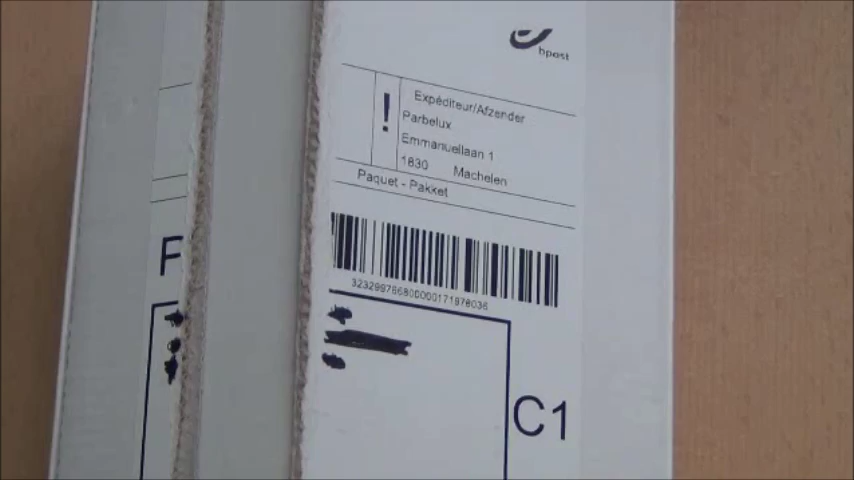 bpost
Expéditeur/Afzender
!
Parbelux
Emmanuellaan 1
1830 Machelen
Paquet - Pakket
P
323299766800000171978036
C1